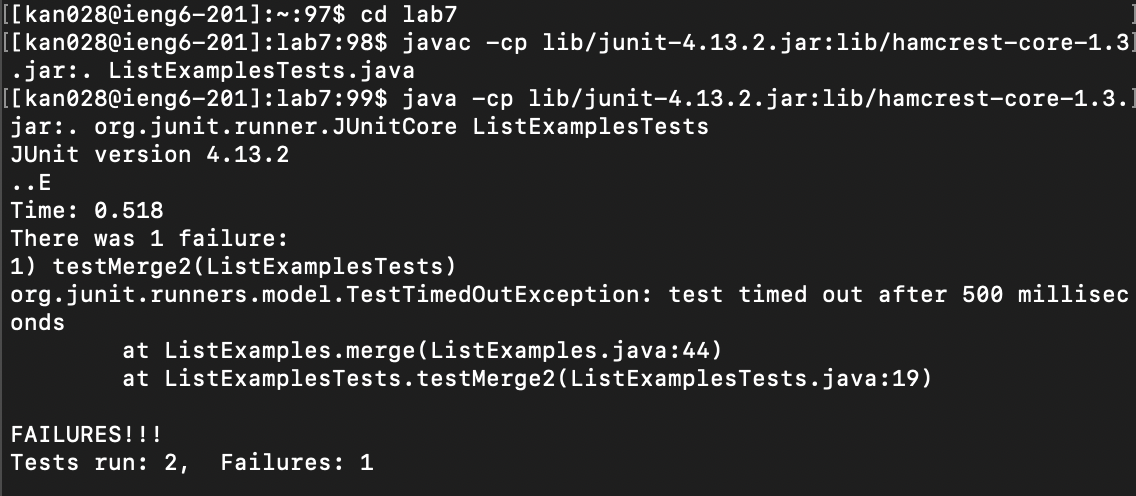 [[kan028@ieng6-201]:~:97$ cd lab7 ]
[[kan028@ieng6-201]:lab7:98$ javac -cp lib/junit-4.13.2.jar:lib/hamcrest-core-1.3]
.jar:. ListExamplesTests.java
[[kan028@ieng6-201]:lab7:99$ java -cp lib/junit-4.13.2.jar:lib/hamcrest-core-1.3.]
jar:. org.junit.runner.JUnitCore ListExamplesTests
JUnit version 4.13.2
..E
Time: 0.518
There was 1 failure:
1) testMerge2(ListExamplesTests)
org.junit.runners.model.TestTimedOutException: test timed out after 500 millisec
onds
        at ListExamples.merge(ListExamples.java:44)
        at ListExamplesTests.testMerge2(ListExamplesTests.java:19)

FAILURES!!!
Tests run: 2,  Failures: 1